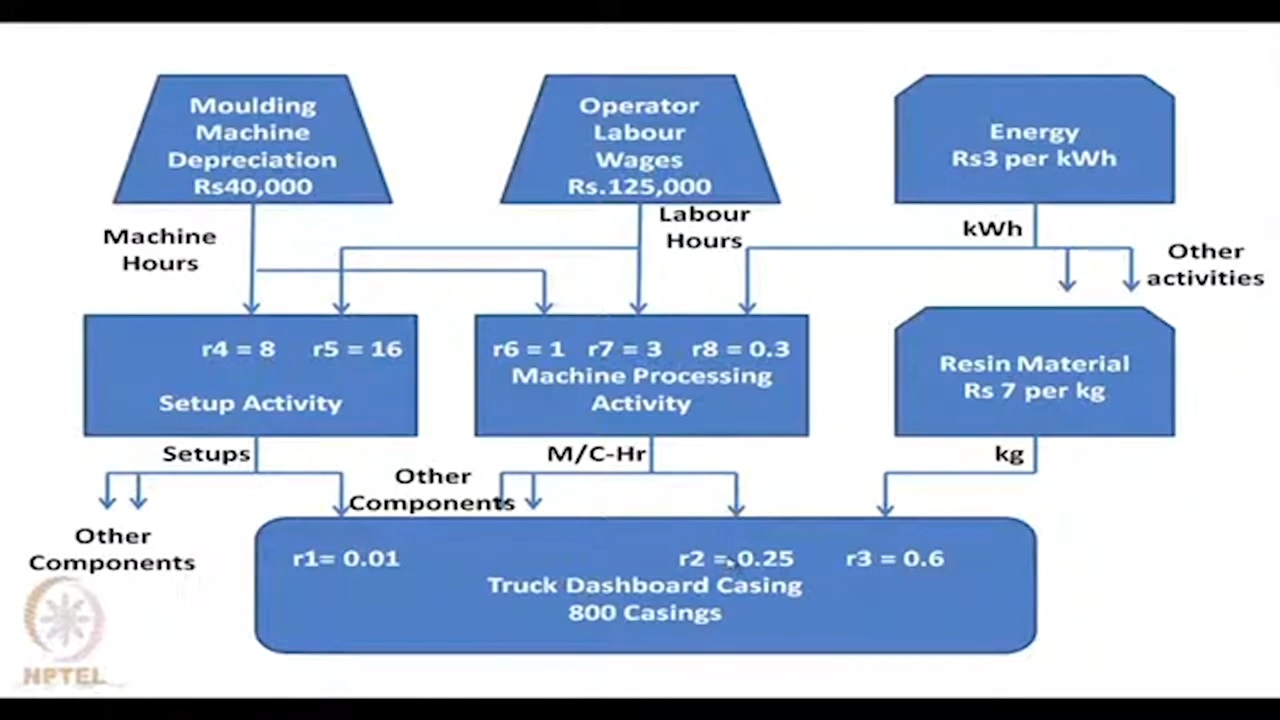 Moulding
Machine
Depreciation
Rs40,000
Operator
Labour
Wages
Rs.125,000
Energy
Rs3 per kWh
Machine
Hours
Labour
Hours
kWh
Other
activities
r4 = 8 r5 = 16
Setup Activity
r6 = 1 r7 = 3 r8 = 0.3
Machine Processing
Activity
Resin Material
Rs 7 per kg
Setups
M/C-Hr
kg
Other
Components
Other
Components
r1= 0.01 r2 = 0.25 r3 = 0.6
Truck Dashboard Casing
800 Casings
NPTEL